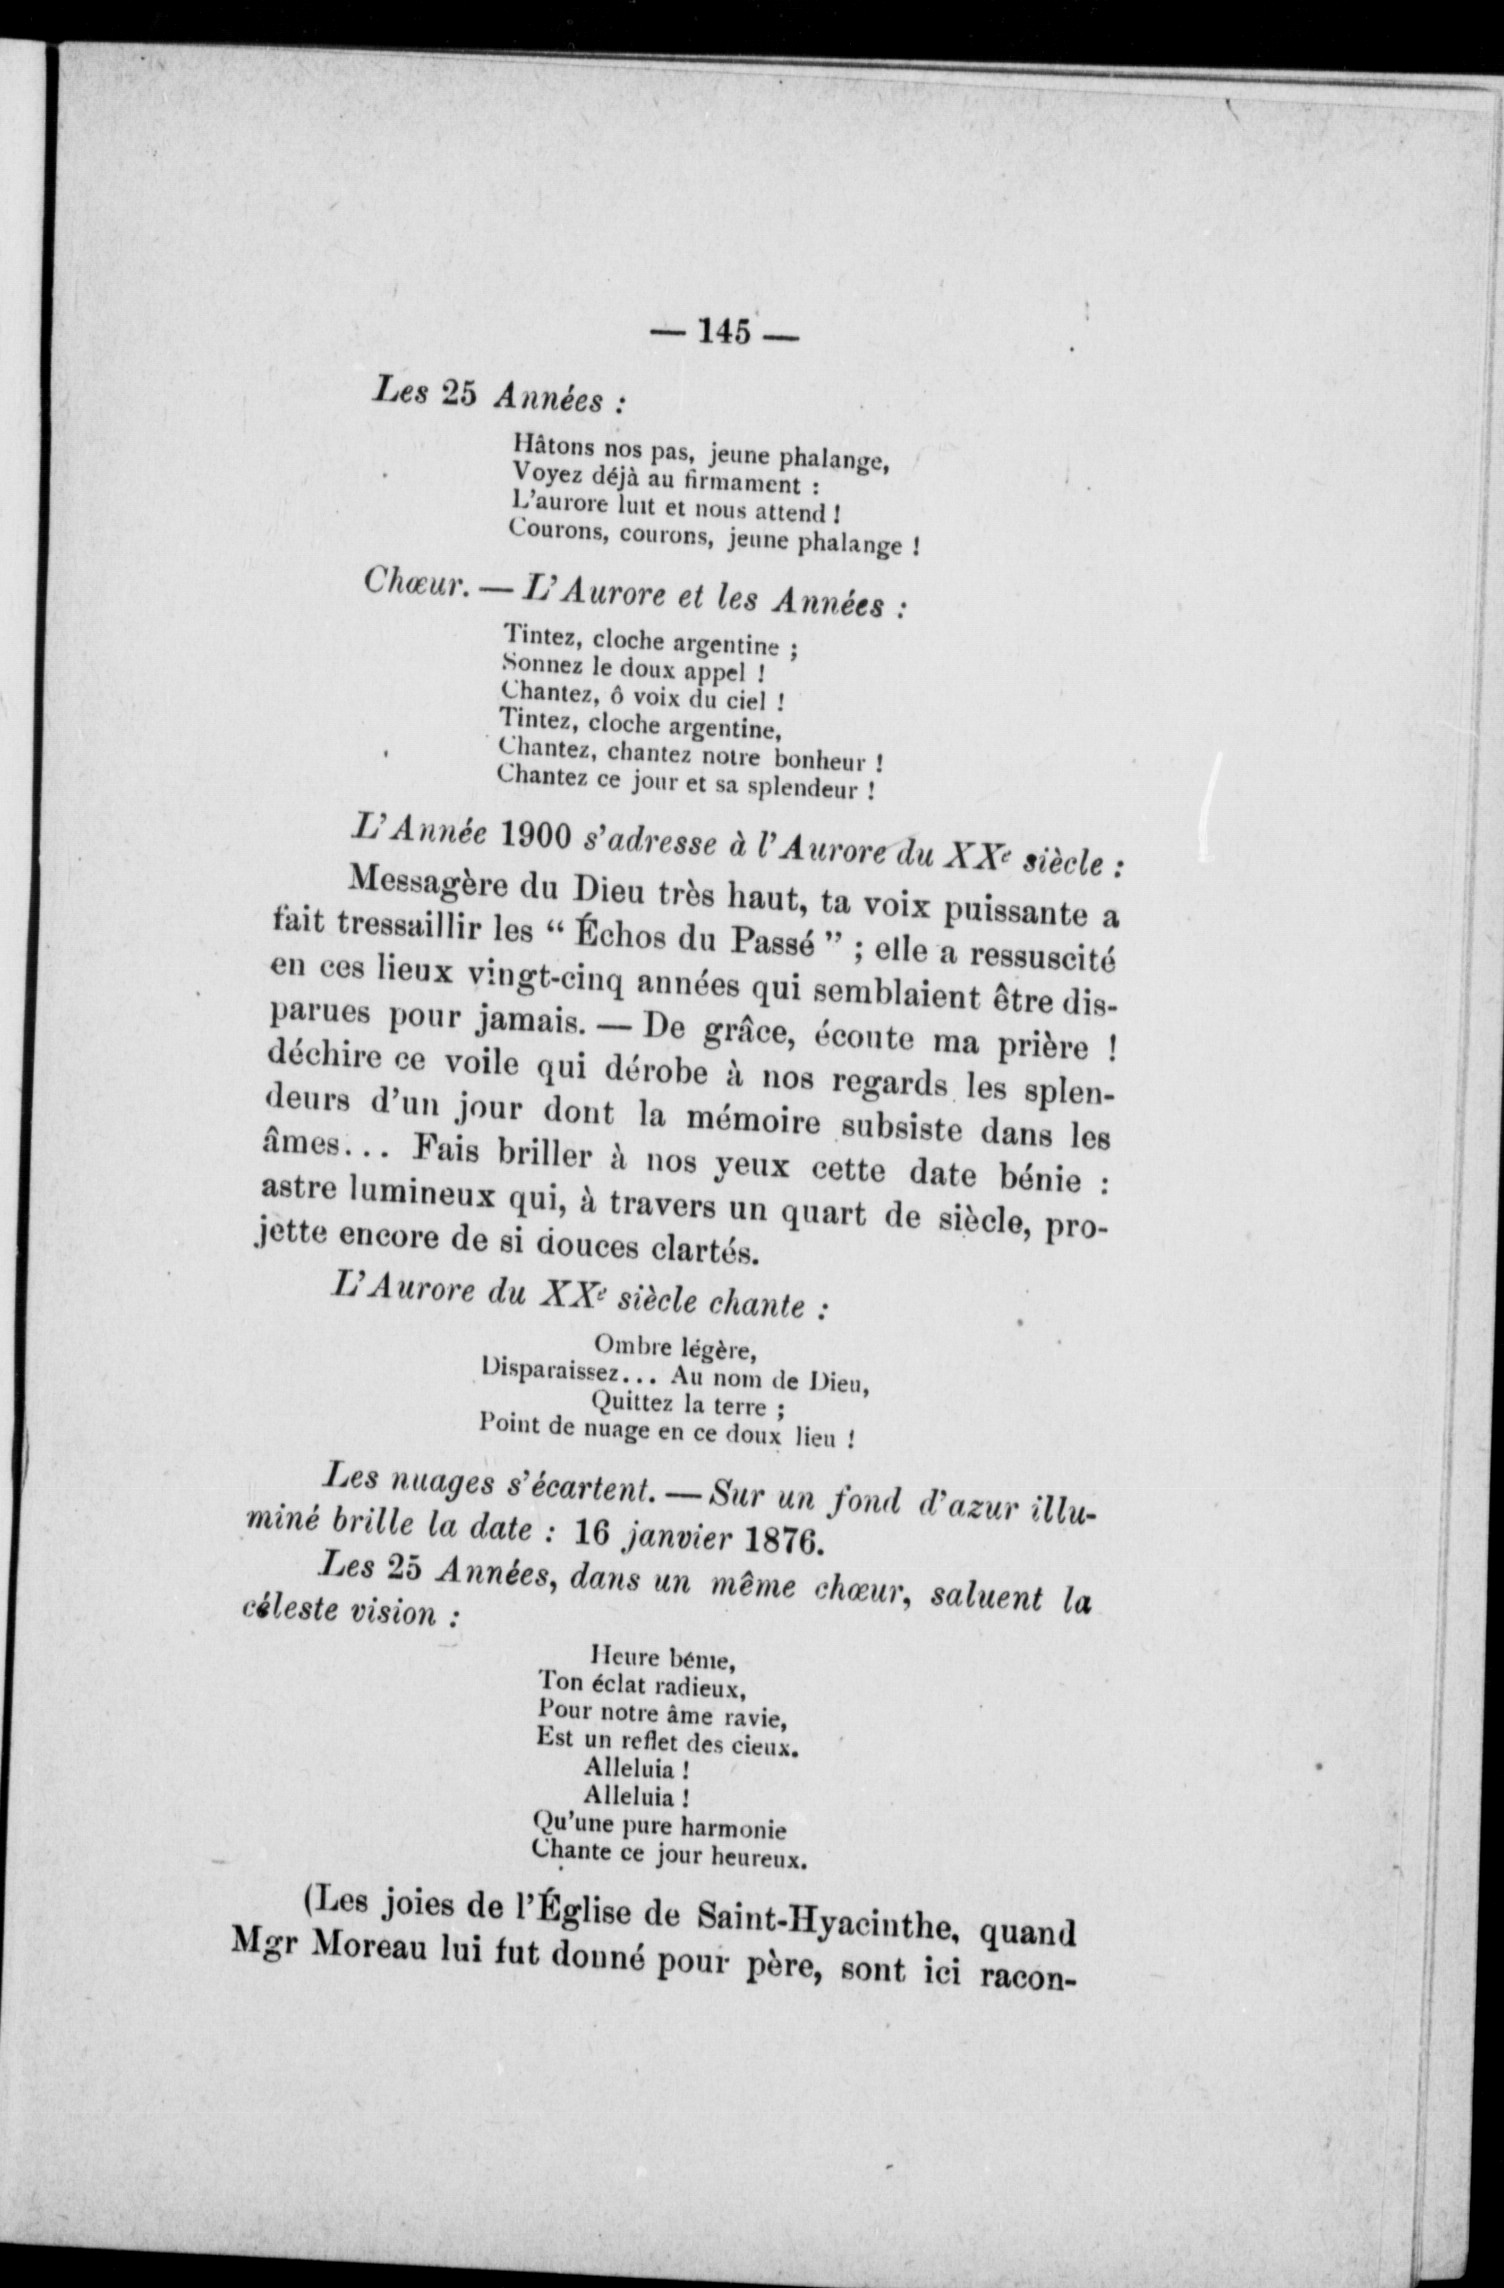 — 145 —
Les 25 Années :
Hâtons nos pas, jeune phalange,
Voyez déjà au firmament :
L'aurore luit et nous attend !
Courons, courons, jeune phalange !
Chœur. — L'Aurore et les Années :
Tintez, cloche argentine ;
Sonnez le doux appel !
Chantez, ô voix du ciel !
Tintez, cloche argentine,
Chantez, chantez notre bonheur !
Chantez ce jour et sa splendeur !
L'Année 1900 s'adresse à l'Aurore du XXe siècle :
Messagère du Dieu très haut, ta voix puissante a
fait tressaillir les “ Échos du Passé ” ; elle a ressuscité
en ces lieux vingt-cinq années qui semblaient être dis-
parues pour jamais. — De grâce, écoute ma prière !
déchire ce voile qui dérobe à nos regards les splen-
deurs d'un jour dont la mémoire subsiste dans les
âmes... Fais briller à nos yeux cette date bénie :
astre lumineux qui, à travers un quart de siècle, pro-
jette encore de si douces clartés.
L'Aurore du XXe siècle chante :
Ombre légère,
Disparaissez... Au nom de Dieu,
Quittez la terre ;
Point de nuage en ce doux lieu !
Les nuages s'écartent. — Sur un fond d'azur illu-
miné brille la date : 16 janvier 1876.
Les 25 Années, dans un même chœur, saluent la
céleste vision :
Heure bénie,
Ton éclat radieux,
Pour notre âme ravie,
Est un reflet des cieux.
Alleluia !
Alleluia !
Qu'une pure harmonie
Chante ce jour heureux.
(Les joies de l'Église de Saint-Hyacinthe, quand
Mgr Moreau lui fut donné pour père, sont ici racon-